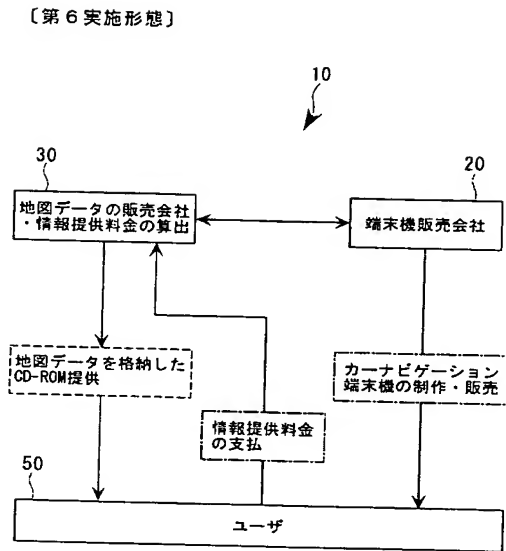 〔第6実施形態〕
10
30
20
地図データの販売会社
・情報提供料金の算出
端末機販売会社
地図データを格納した
CD-ROM提供
カーナビゲーション
端末機の制作・販売
情報提供料金
の支払
50
ユーザ